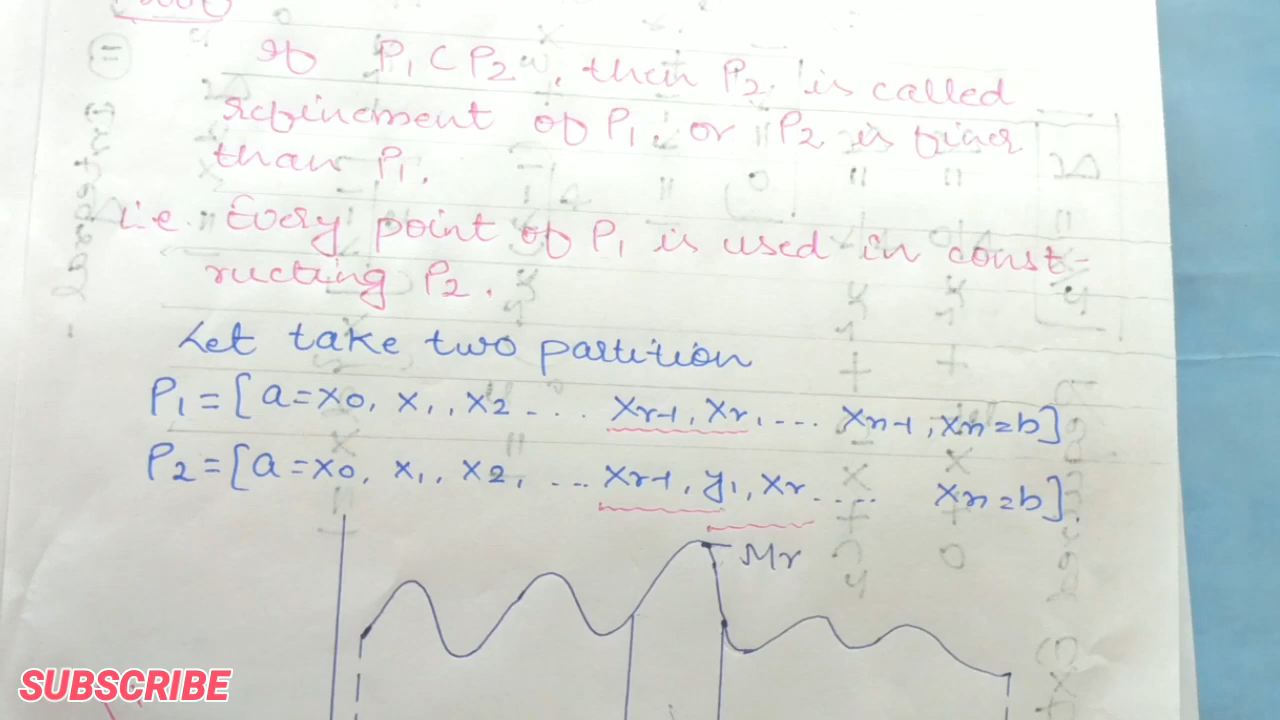 If P1 ⊂ P2, then P2 is called
refinement of P1. or P2 is finer
than P1.
i.e. Every point of P1 is used in const-
ructing P2.
Let take two partition
P1 = [a = x0, x1, x2 .... xr-1, xr, .... xn-1, xn = b]
P2 = [a = x0, x1, x2, ... xr-1, y1, xr .... xn = b].
Mr
SUBSCRIBE